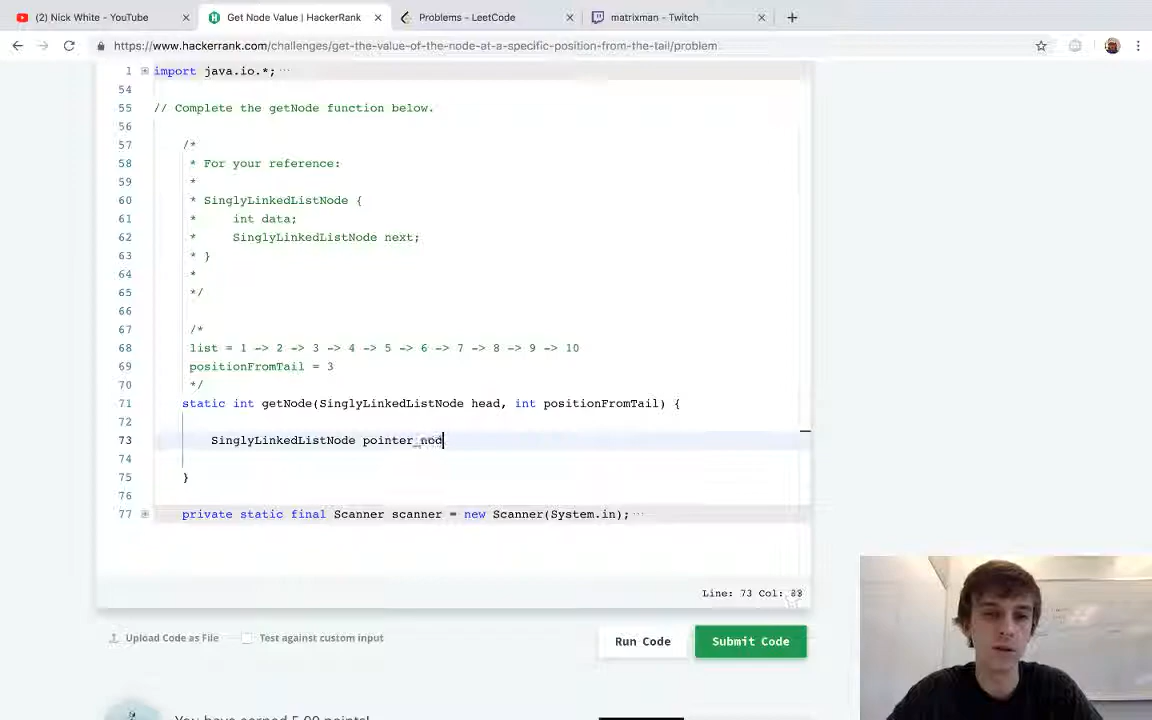 (2) Nick White - YouTube
Get Node Value | HackerRank
Problems - LeetCode
matrixman - Twitch
https://www.hackerrank.com/challenges/get-the-value-of-the-node-at-a-specific-position-from-the-tail/problem
1 import java.io.*; ...
54
55 // Complete the getNode function below.
56
57 /*
58 * For your reference:
59 *
60 * SinglyLinkedListNode {
61 * int data;
62 * SinglyLinkedListNode next;
63 * }
64 *
65 */
66
67 /*
68 list = 1 -> 2 -> 3 -> 4 -> 5 -> 6 -> 7 -> 8 -> 9 -> 10
69 positionFromTail = 3
70 */
71 static int getNode(SinglyLinkedListNode head, int positionFromTail) {
72
73 SinglyLinkedListNode pointer_nod
74
75 }
76
77 private static final Scanner scanner = new Scanner(System.in); ...
Line: 73 Col:
Upload Code as File
Test against custom input
Run Code
Submit Code
You have earned 5.00 points!